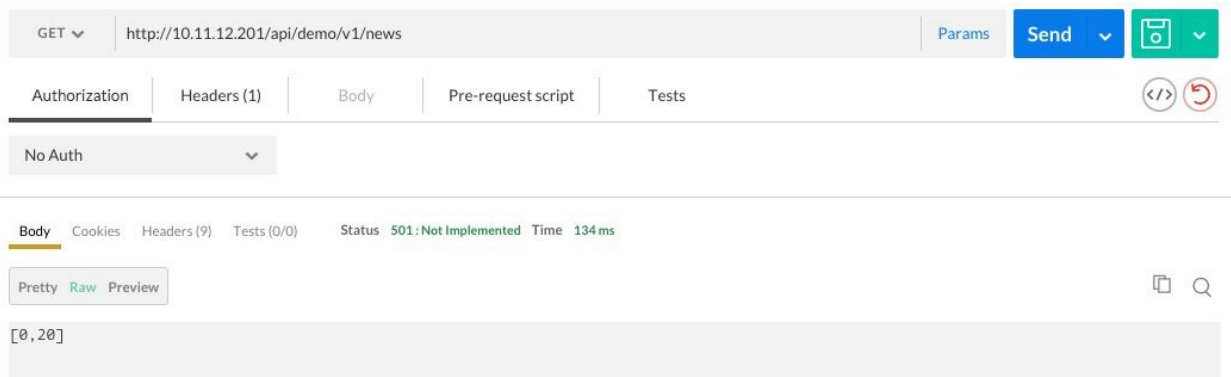 GET http://10.11.12.201/api/demo/v1/news Params Send
Authorization Headers (1) Body Pre-request script Tests </>
No Auth
Body Cookies Headers (9) Tests (0/0) Status 501 : Not Implemented Time 134 ms
Pretty Raw Preview
[0,20]